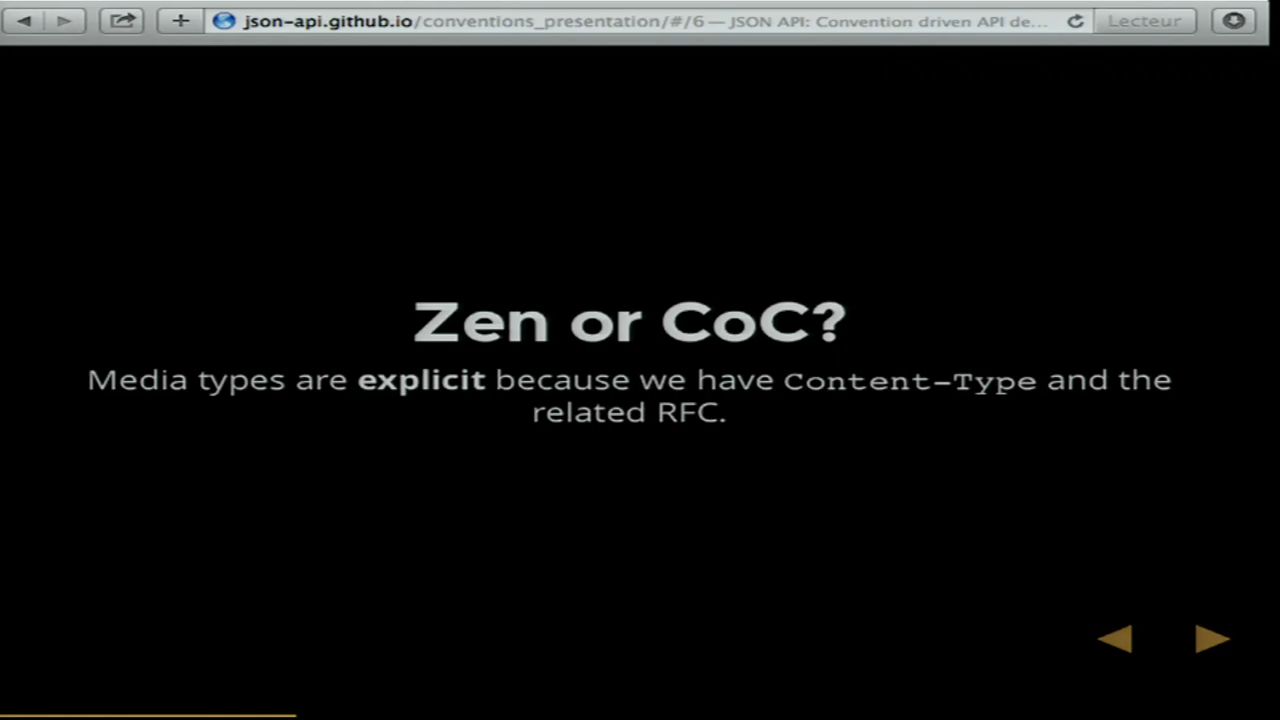 json-api.github.io/conventions_presentation/#/6 — JSON API: Convention driven API de... Lecteur
Zen or CoC?
Media types are explicit because we have Content-Type and the
related RFC.